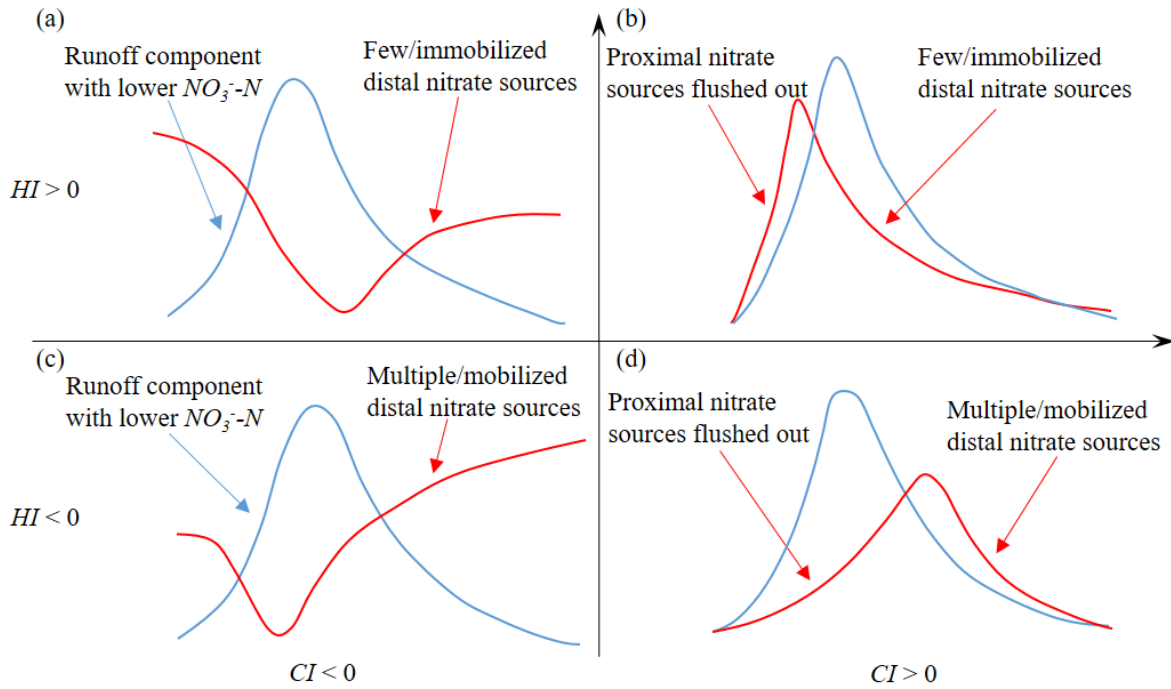 (a)
Runoff component
with lower NO₃⁻-N
Few/immobilized
distal nitrate sources
(b)
Proximal nitrate
sources flushed out
Few/immobilized
distal nitrate sources
HI > 0
(c)
Runoff component
with lower NO₃⁻-N
Multiple/mobilized
distal nitrate sources
(d)
Proximal nitrate
sources flushed out
Multiple/mobilized
distal nitrate sources
HI < 0
CI < 0
CI > 0